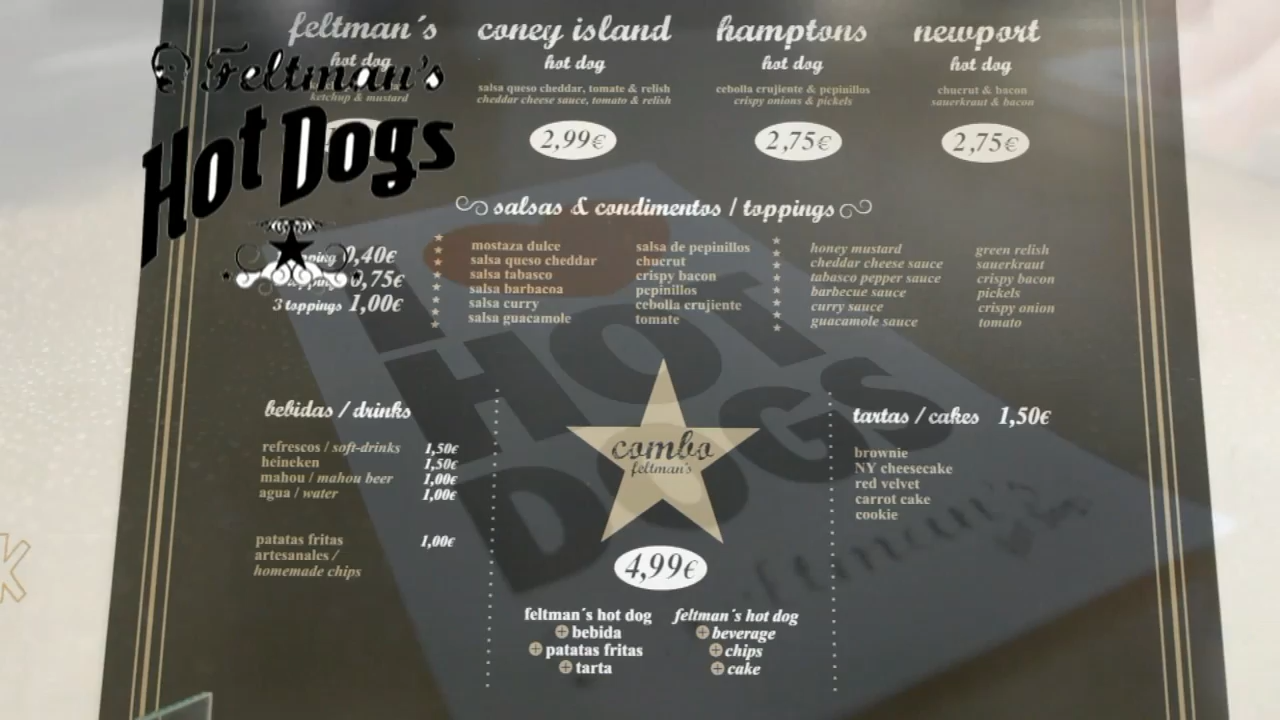 feltman´s
hot dog
ketchup & mustard
coney island
hot dog
salsa queso cheddar, tomate & relish
cheddar cheese sauce, tomato & relish
2,99€
hamptons
hot dog
cebolla crujiente & pepinillos
crispy onions & pickels
2,75€
newport
hot dog
chucrut & bacon
sauerkraut & bacon
2,75€
Feltman's
Hot Dogs
salsas & condimentos / toppings
0,40€
0,75€
3 toppings 1,00€
mostaza dulce
salsa queso cheddar
salsa tabasco
salsa barbacoa
salsa curry
salsa guacamole
salsa de pepinillos
chucrut
crispy bacon
pepinillos
cebolla crujiente
tomate
honey mustard
cheddar cheese sauce
tabasco pepper sauce
barbecue sauce
curry sauce
guacamole sauce
green relish
sauerkraut
crispy bacon
pickels
crispy onion
tomato
HOT
DOGS
feltman's
bebidas / drinks
refrescos / soft-drinks 1,50€
heineken 1,50€
mahou / mahou beer 1,00€
agua / water 1,00€
patatas fritas 1,00€
artesanales /
homemade chips
combo
feltman's
4,99€
feltman´s hot dog
+ bebida
+ patatas fritas
+ tarta
feltman´s hot dog
+ beverage
+ chips
+ cake
tartas / cakes 1,50€
brownie
NY cheesecake
red velvet
carrot cake
cookie